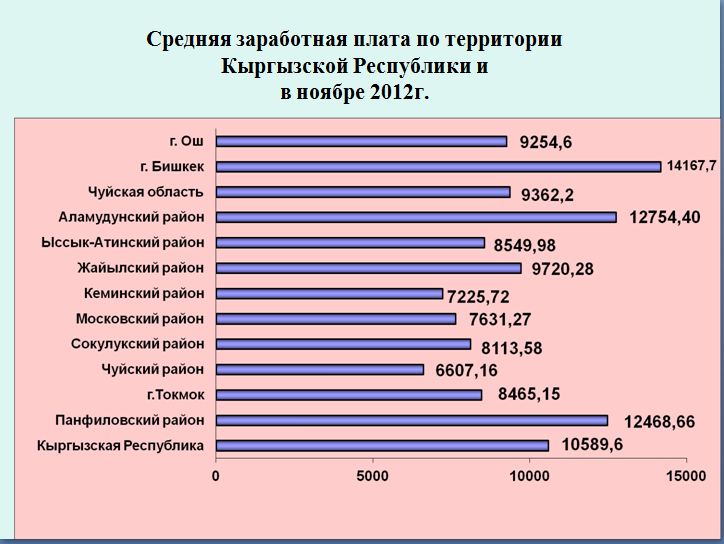 Средняя заработная плата по территории
Кыргызской Республики и
в ноябре 2012г.
г. Ош 9254,6
г. Бишкек 14167,7
Чуйская область 9362,2
Аламудунский район 12754,40
Ыссык-Атинский район 8549,98
Жайылский район 9720,28
Кеминский район 7225,72
Московский район 7631,27
Сокулукский район 8113,58
Чуйский район 6607,16
г.Токмок 8465,15
Панфиловский район 12468,66
Кыргызская Республика 10589,6
0 5000 10000 15000